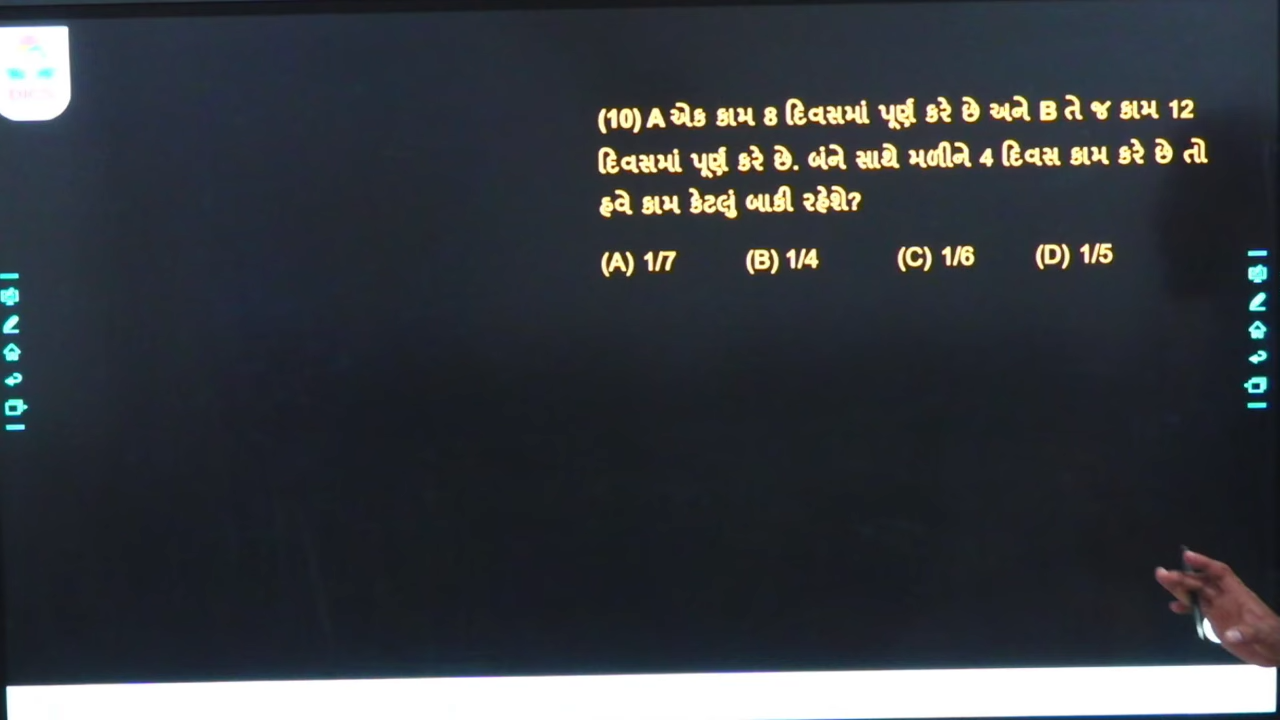 (10) A એક કામ 8 દિવસમાં પૂર્ણ કરે છે અને B તે જ કામ 12
દિવસમાં પૂર્ણ કરે છે. બંને સાથે મળીને 4 દિવસ કામ કરે છે તો
હવે કામ કેટલું બાકી રહેશે?
(A) 1/7 (B) 1/4 (C) 1/6 (D) 1/5